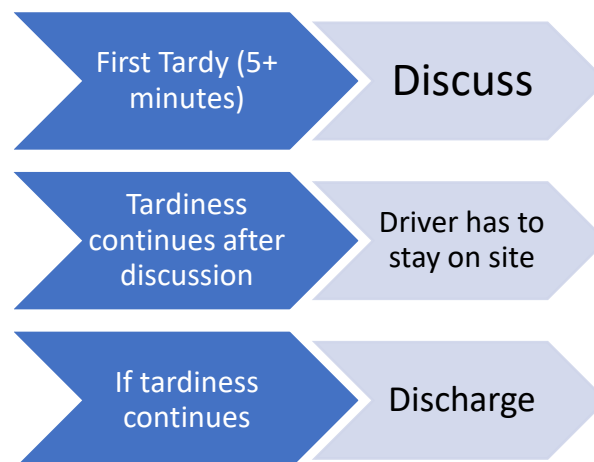 First Tardy (5+
minutes)
Discuss
Tardiness
continues after
discussion
Driver has to
stay on site
If tardiness
continues
Discharge